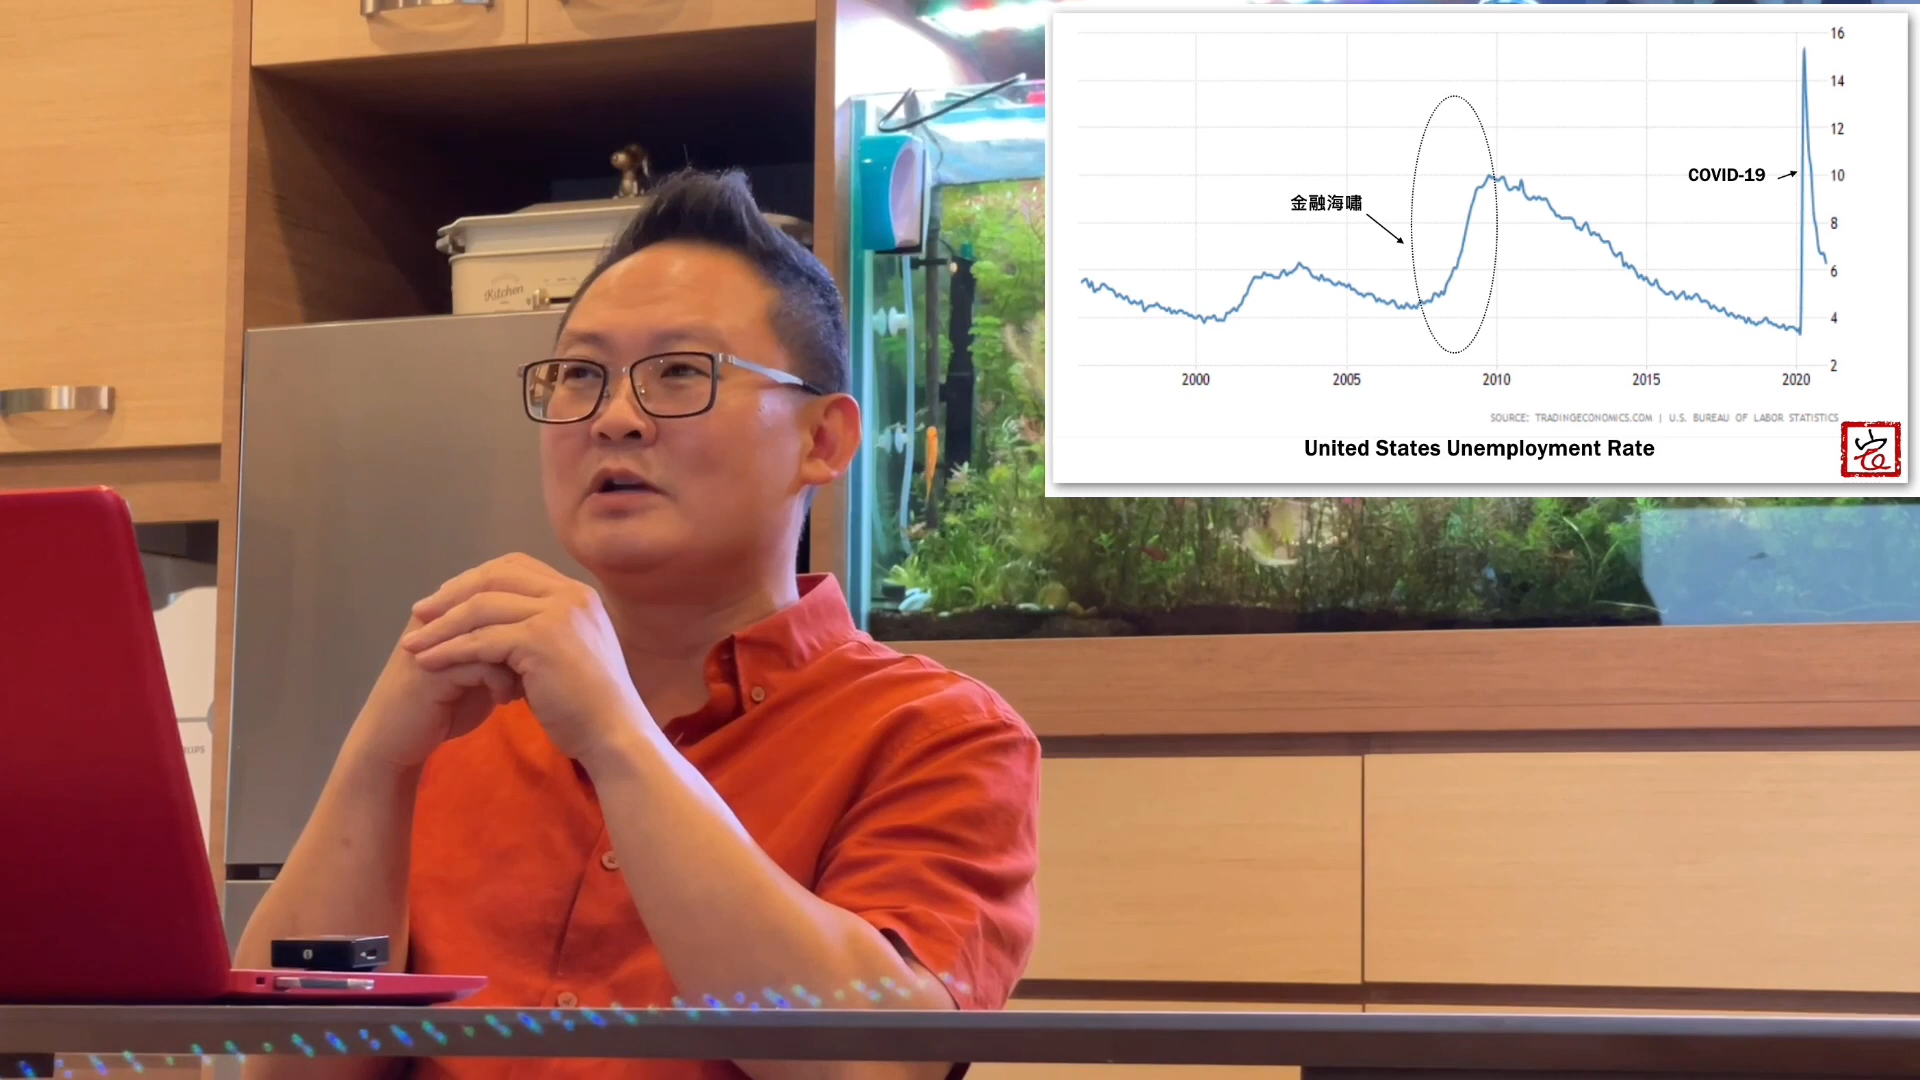 16
14
12
COVID-19
10
金融海嘯
8
6
4
2
2000 2005 2010 2015 2020
SOURCE: TRADINGECONOMICS.COM | U.S. BUREAU OF LABOR STATISTICS
United States Unemployment Rate
Kitchen